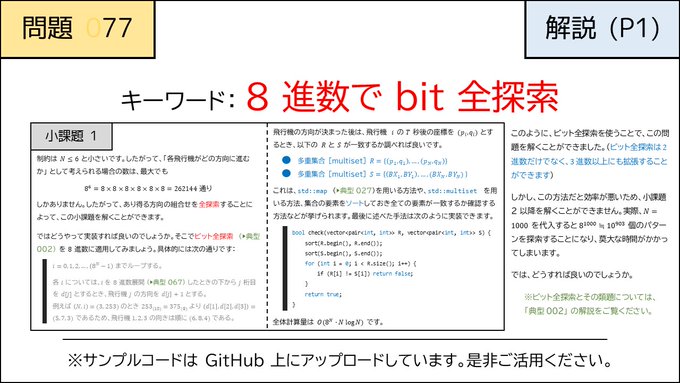 問題 077
解説 (P1)
キーワード: 8 進数で bit 全探索
小課題 1
制約は N ≤ 6 と小さいです。したがって、「各飛行機がどの方向に進む
か」として考えられる場合の数は、最大でも
8⁶ = 8 × 8 × 8 × 8 × 8 × 8 = 262144 通り
しかありません。したがって、あり得る方向の組合せを全探索することに
よって、この小課題を解くことができます。
ではどうやって実装すれば良いのでしょうか。そこでビット全探索 (▶典型
002) を 8 進数に適用してみましょう。具体的には次の通りです:
i = 0, 1, 2, ..., (8ᴺ − 1) までループする。
各 i については、i を 8 進数展開 (▶典型 067) したときの下から j 桁目
を d[j] とするとき、飛行機 j の方向を d[j] + 1 とする。
例えば (N, i) = (3, 253) のとき 253₍₁₀₎ = 375₍₈₎ より (d[1], d[2], d[3]) =
(5, 7, 3) であるため、飛行機 1, 2, 3 の向きは順に (6, 8, 4) である。
飛行機の方向が決まった後は、飛行機 i の T 秒後の座標を (pᵢ, qᵢ) とす
るとき、以下の R と S が一致するか調べれば良いです。
● 多重集合 [multiset] R = ((p₁, q₁), ..., (p_N, q_N))
● 多重集合 [multiset] S = ((BX₁, BY₁), ..., (BX_N, BY_N))
これは、std::map (▶典型 027) を用いる方法や、std::multiset を用
いる方法、集合の要素をソートしておき全ての要素が一致するか確認する
方法などが挙げられます。最後に述べた手法は次のように実装できます。
bool check(vector<pair<int, int>> R, vector<pair<int, int>> S) {
sort(R.begin(), R.end());
sort(S.begin(), S.end());
for (int i = 0; i < R.size(); i++) {
if (R[i] != S[i]) return false;
}
return true;
}
全体計算量は O(8ᴺ · N log N) です。
このように、ビット全探索を使うことで、この問
題を解くことができました。(ビット全探索は 2
進数だけでなく、3 進数以上にも拡張すること
ができます)
しかし、この方法だと効率が悪いため、小課題
2 以降を解くことができません。実際、N =
1000 を代入すると 8¹⁰⁰⁰ ≒ 10⁹⁰³ 個のパター
ンを探索することになり、莫大な時間がかかっ
てしまいます。
では、どうすれば良いのでしょうか。
※ビット全探索とその類題については、
「典型 002」の解説をご覧ください。
※サンプルコードは GitHub 上にアップロードしています。是非ご活用ください。